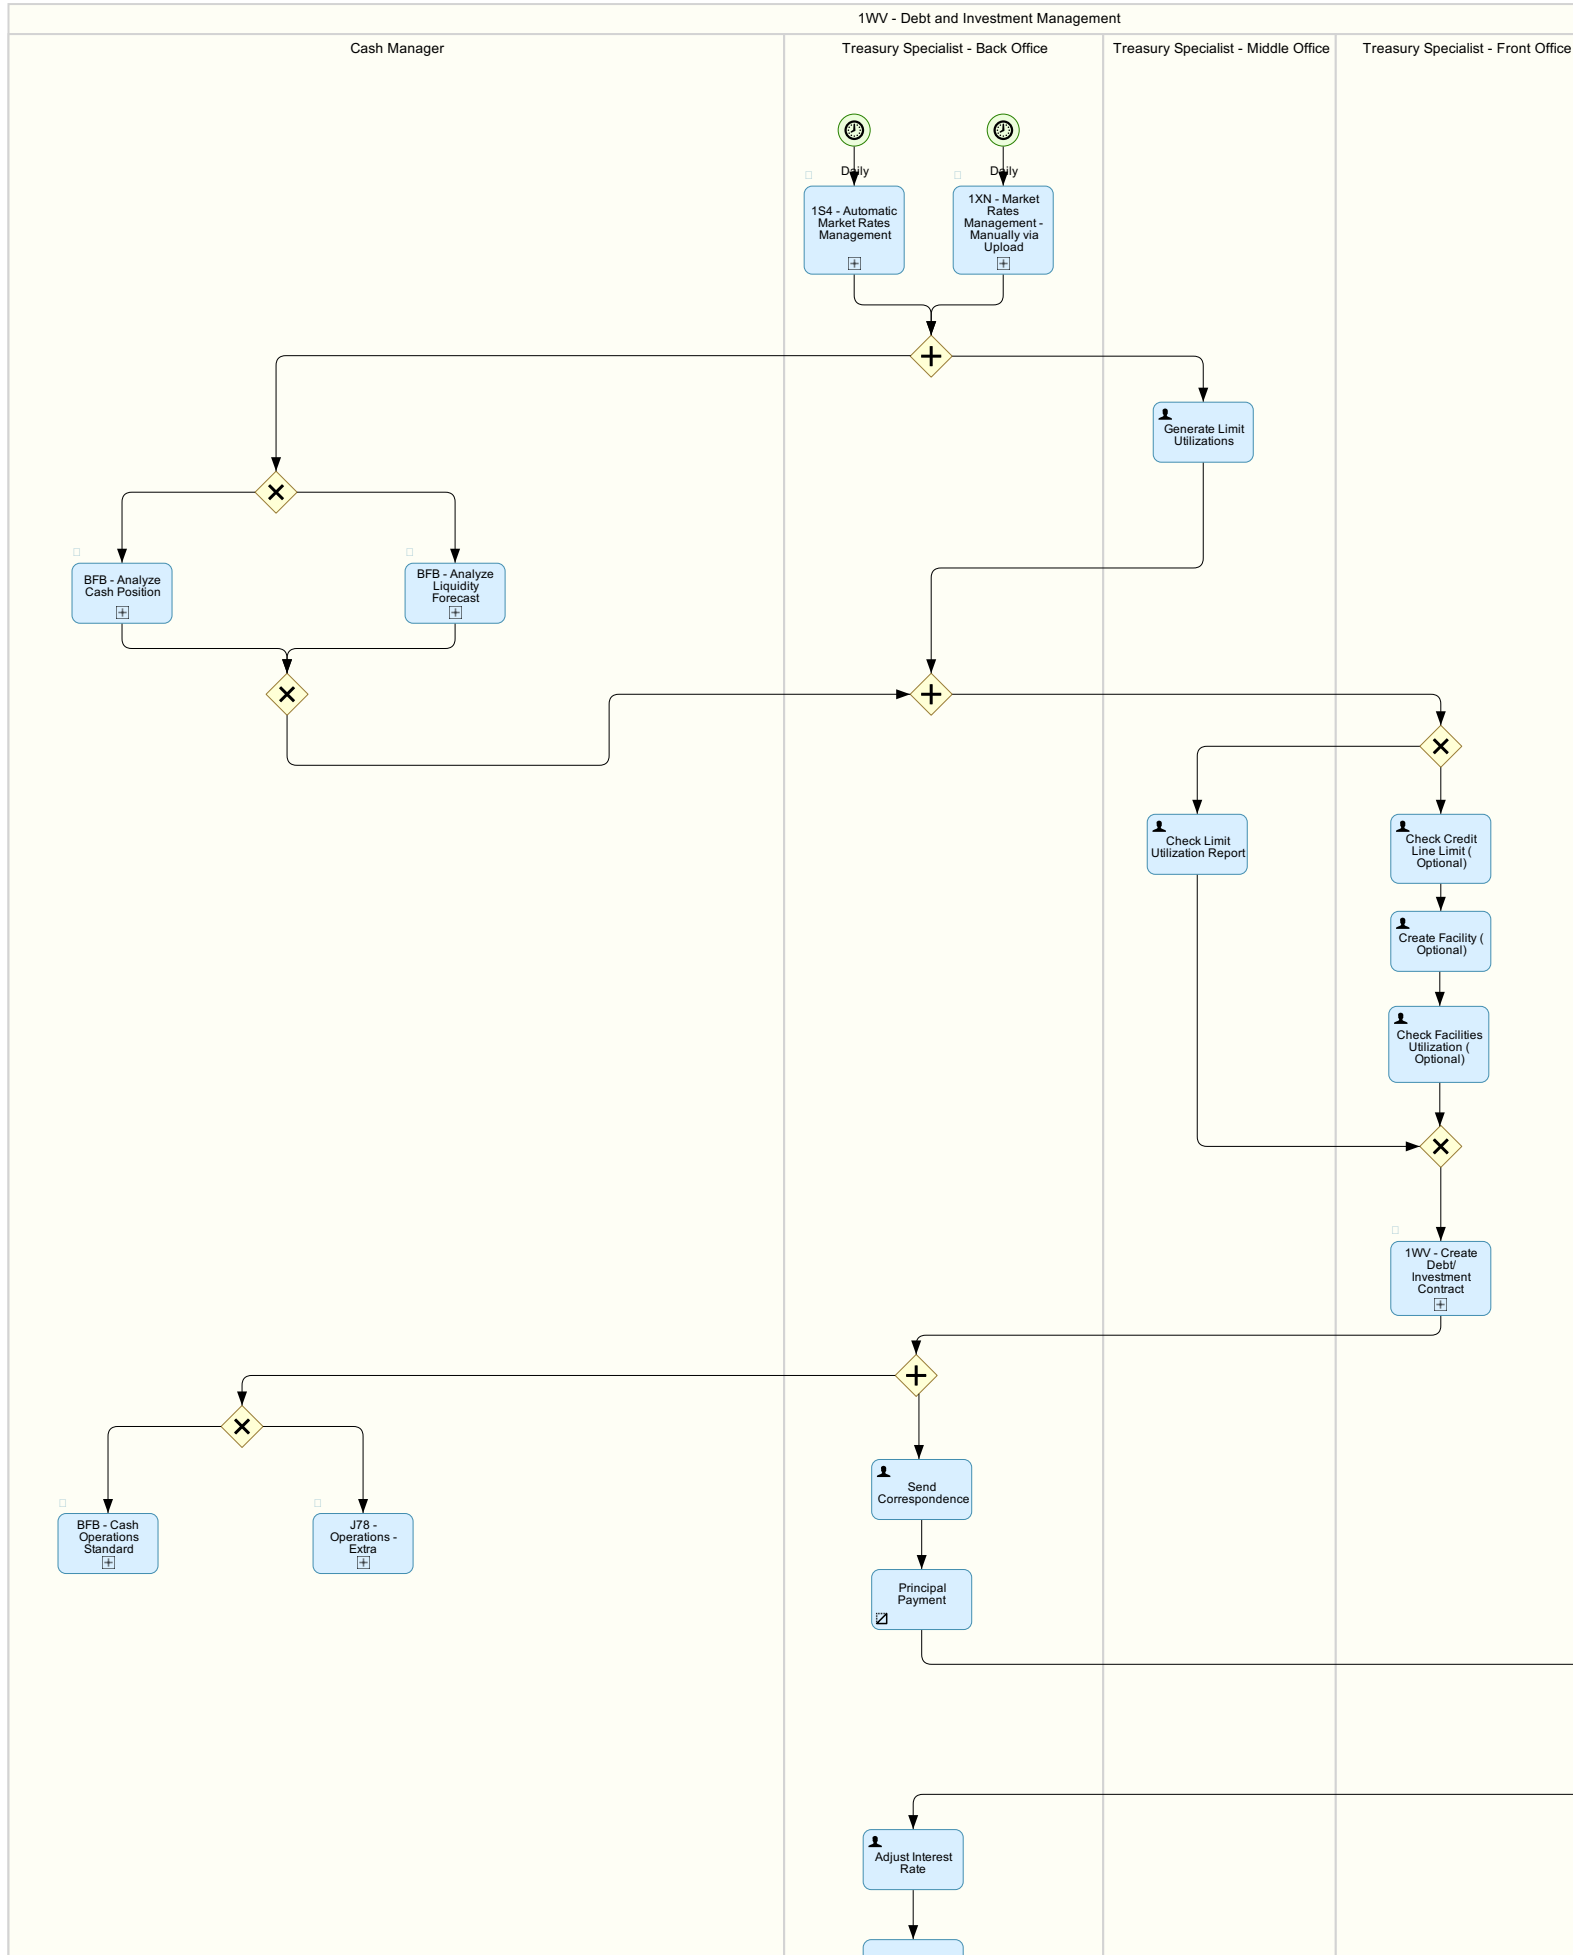 1WV - Debt and Investment Management
Cash Manager
Treasury Specialist - Back Office
Treasury Specialist - Middle Office
Treasury Specialist - Front Office
Daily
Daily
1S4 - Automatic
Market Rates
Management
1XN - Market
Rates
Management -
Manually via
Upload
Generate Limit
Utilizations
BFB - Analyze
Cash Position
BFB - Analyze
Liquidity
Forecast
Check Limit
Utilization Report
Check Credit
Line Limit (
Optional)
Create Facility (
Optional)
Check Facilities
Utilization (
Optional)
1WV - Create
Debt/
Investment
Contract
BFB - Cash
Operations
Standard
J78 -
Operations -
Extra
Send
Correspondence
Principal
Payment
Adjust Interest
Rate